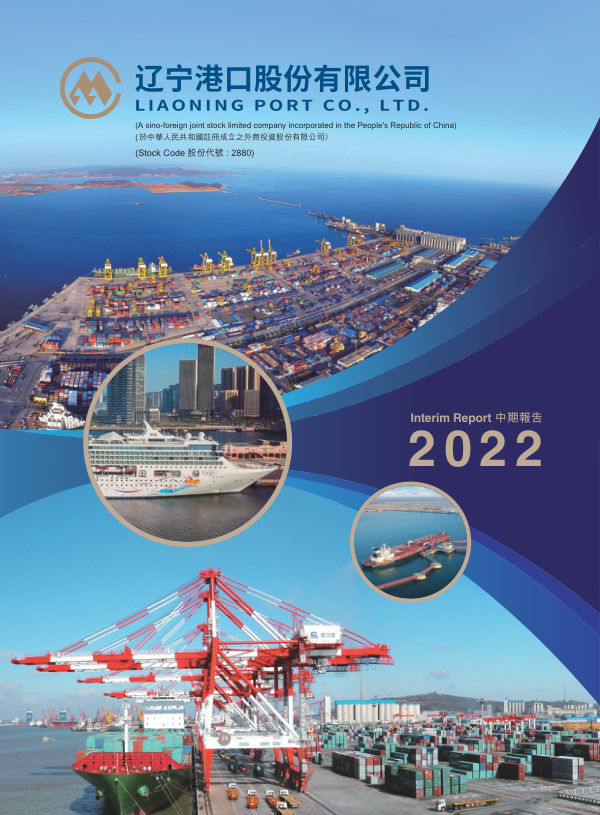 辽宁港口股份有限公司
LIAONING PORT CO., LTD.
(A sino-foreign joint stock limited company incorporated in the People's Republic of China)
(於中華人民共和國註冊成立之外商投資股份有限公司)
(Stock Code 股份代號 : 2880)
Interim Report 中期報告
2022